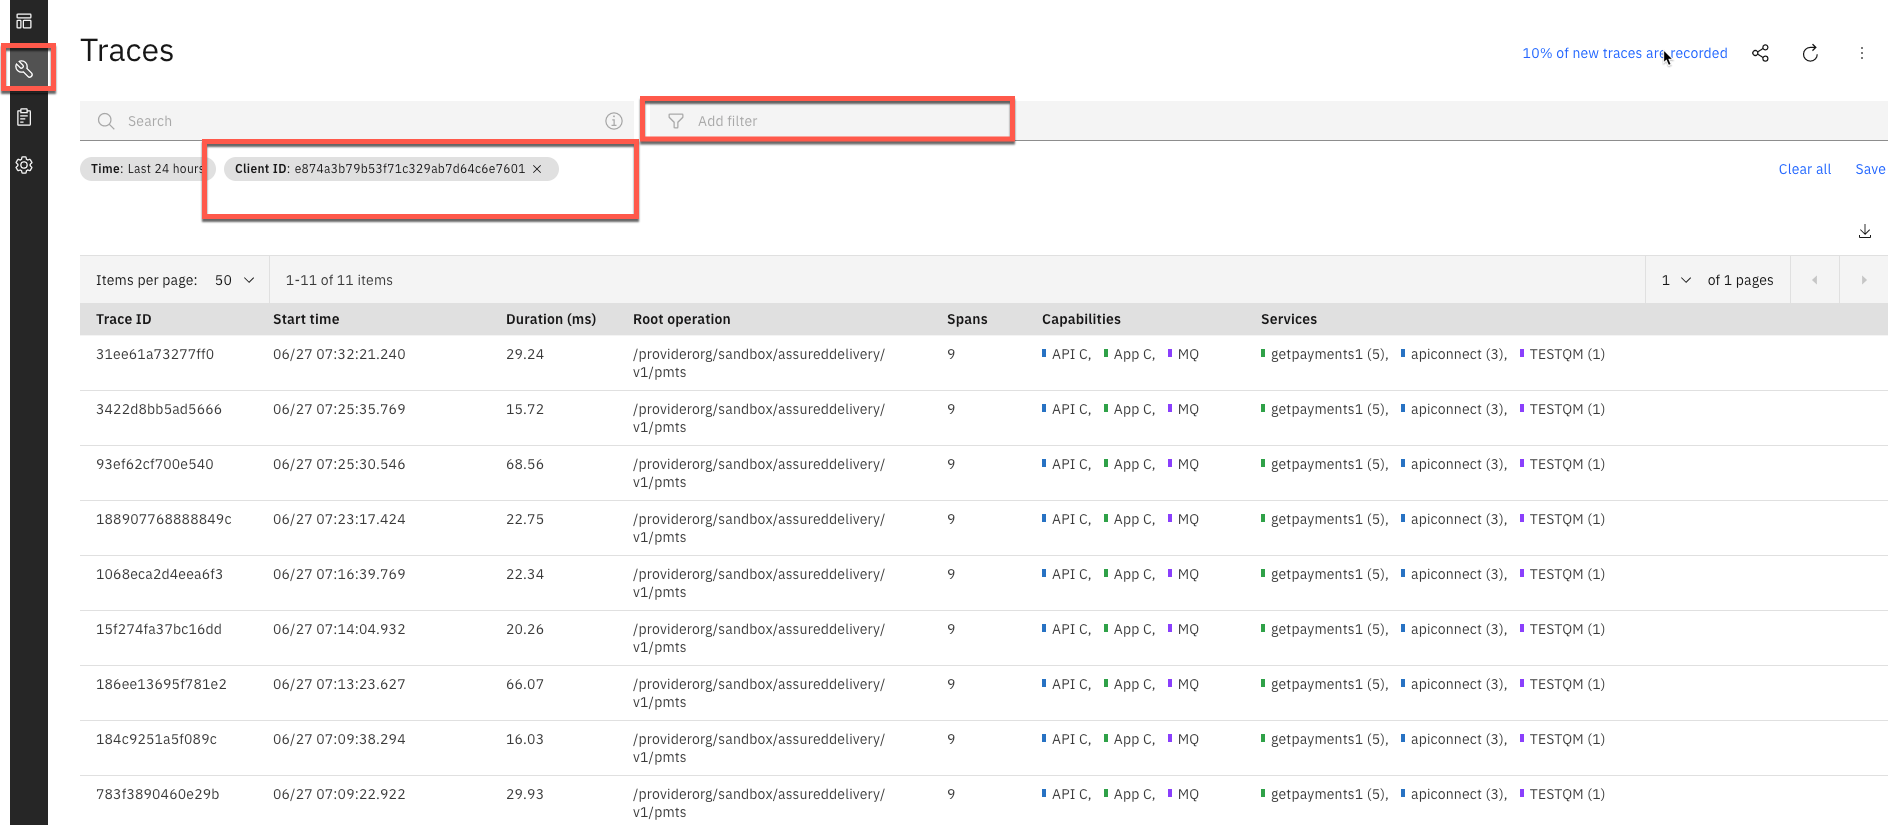 Traces
10% of new traces are recorded
Search
Add filter
Time: Last 24 hours
Client ID: e874a3b79b53f71c329ab7d64c6e7601
Clear all
Save
Items per page: 50
1-11 of 11 items
1 of 1 pages
Trace ID Start time Duration (ms) Root operation Spans Capabilities Services
31ee61a73277ff0 06/27 07:32:21.240 29.24 /providerorg/sandbox/assureddelivery/ 9 API C, App C, MQ getpayments1 (5), apiconnect (3), TESTQM (1)
v1/pmts
3422d8bb5ad5666 06/27 07:25:35.769 15.72 /providerorg/sandbox/assureddelivery/ 9 API C, App C, MQ getpayments1 (5), apiconnect (3), TESTQM (1)
v1/pmts
93ef62cf700e540 06/27 07:25:30.546 68.56 /providerorg/sandbox/assureddelivery/ 9 API C, App C, MQ getpayments1 (5), apiconnect (3), TESTQM (1)
v1/pmts
188907768888849c 06/27 07:23:17.424 22.75 /providerorg/sandbox/assureddelivery/ 9 API C, App C, MQ getpayments1 (5), apiconnect (3), TESTQM (1)
v1/pmts
1068eca2d4eea6f3 06/27 07:16:39.769 22.34 /providerorg/sandbox/assureddelivery/ 9 API C, App C, MQ getpayments1 (5), apiconnect (3), TESTQM (1)
v1/pmts
15f274fa37bc16dd 06/27 07:14:04.932 20.26 /providerorg/sandbox/assureddelivery/ 9 API C, App C, MQ getpayments1 (5), apiconnect (3), TESTQM (1)
v1/pmts
186ee13695f781e2 06/27 07:13:23.627 66.07 /providerorg/sandbox/assureddelivery/ 9 API C, App C, MQ getpayments1 (5), apiconnect (3), TESTQM (1)
v1/pmts
184c9251a5f089c 06/27 07:09:38.294 16.03 /providerorg/sandbox/assureddelivery/ 9 API C, App C, MQ getpayments1 (5), apiconnect (3), TESTQM (1)
v1/pmts
783f3890460e29b 06/27 07:09:22.922 29.93 /providerorg/sandbox/assureddelivery/ 9 API C, App C, MQ getpayments1 (5), apiconnect (3), TESTQM (1)
v1/pmts